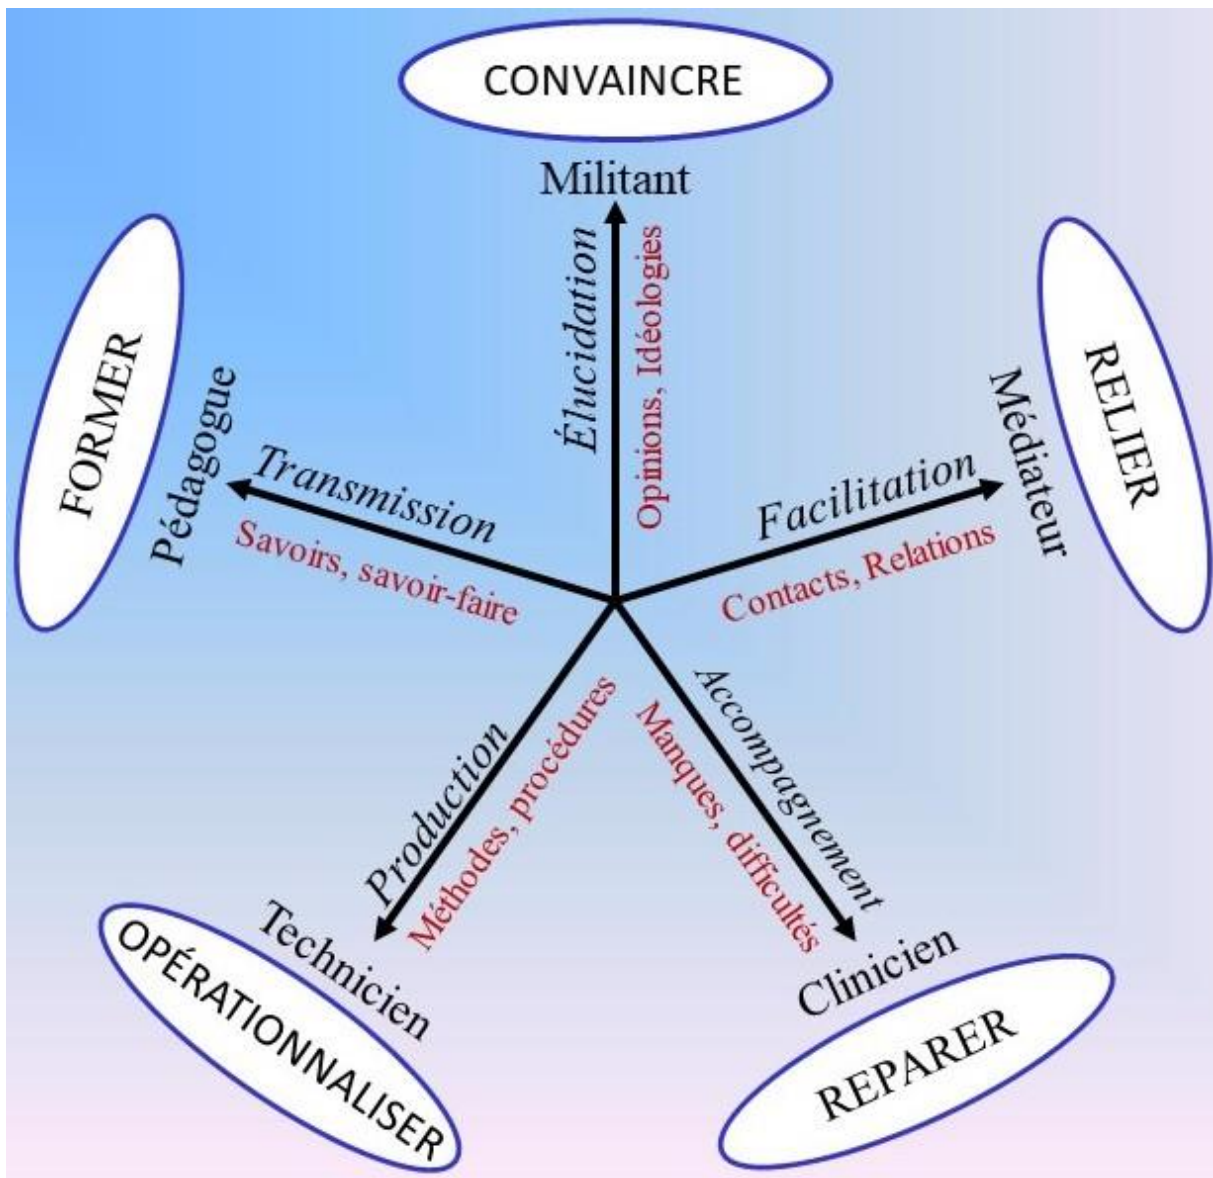 CONVAINCRE
Militant
Élucidation
Opinions, Idéologies
RELIER
Médiateur
Facilitation
Contacts, Relations
FORMER
Pédagogue
Transmission
Savoirs, savoir-faire
Production
Méthodes, procédures
Technicien
OPÉRATIONNALISER
Accompagnement
Manques, difficultés
Clinicien
REPARER